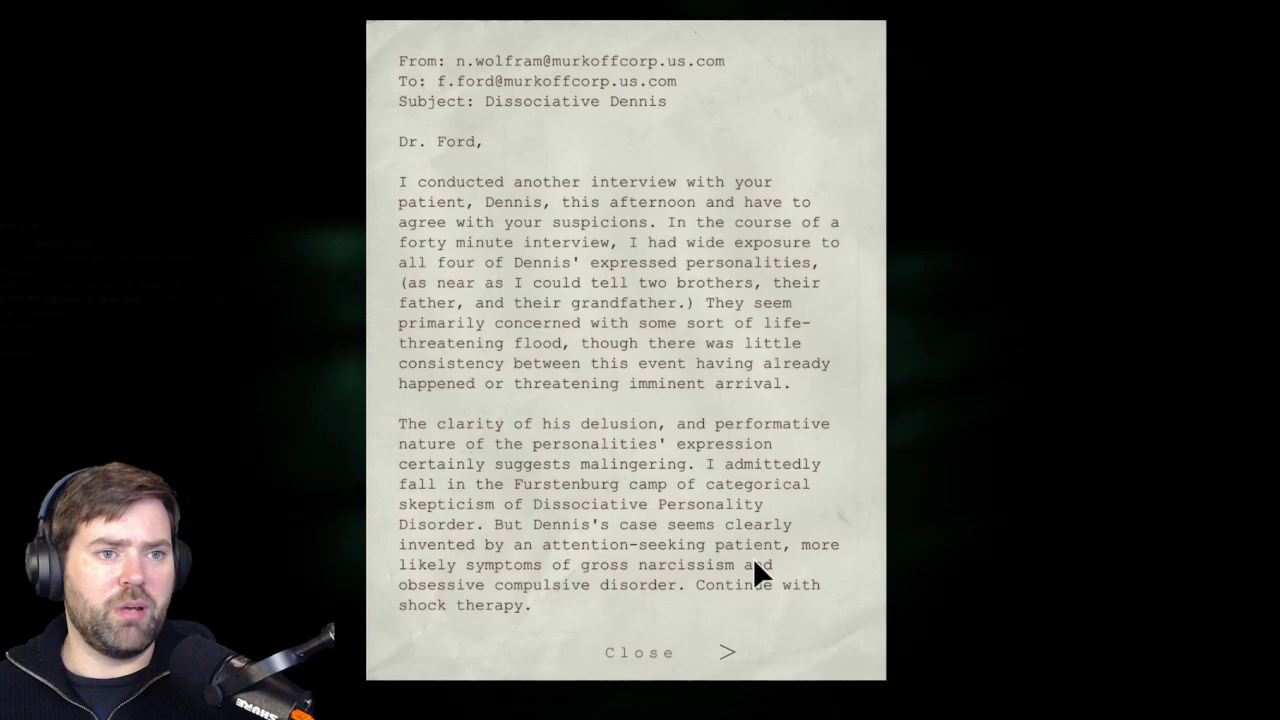 From: n.wolfram@murkoffcorp.us.com
To: f.ford@murkoffcorp.us.com
Subject: Dissociative Dennis
Dr. Ford,
I conducted another interview with your
patient, Dennis, this afternoon and have to
agree with your suspicions. In the course of a
forty minute interview, I had wide exposure to
all four of Dennis' expressed personalities,
(as near as I could tell two brothers, their
father, and their grandfather.) They seem
primarily concerned with some sort of life-
threatening flood, though there was little
consistency between this event having already
happened or threatening imminent arrival.
The clarity of his delusion, and performative
nature of the personalities' expression
certainly suggests malingering. I admittedly
fall in the Furstenburg camp of categorical
skepticism of Dissociative Personality
Disorder. But Dennis's case seems clearly
invented by an attention-seeking patient, more
likely symptoms of gross narcissism and
obsessive compulsive disorder. Continue with
shock therapy.
Close >
SHURE